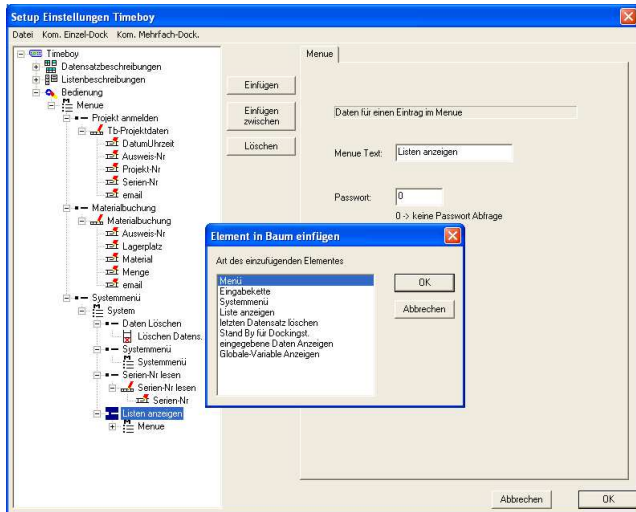 Setup Einstellungen Timeboy
Datei Kom. Einzel-Dock Kom. Mehrfach-Dock.
Timeboy
Datensatzbeschreibungen
Listenbeschreibungen
Bedienung
Menue
Projekt anmelden
Tb-Projektdaten
DatumUhrzeit
Ausweis-Nr
Projekt-Nr
Serien-Nr
email
Materialbuchung
Materialbuchung
Ausweis-Nr
Lagerplatz
Material
Menge
email
Systemmenü
System
Daten Löschen
Löschen Datens.
Systemmenü
Systemmenü
Serien-Nr lesen
Serien-Nr lesen
Serien-Nr
Listen anzeigen
Menue
Einfügen
Einfügen
zwischen
Löschen
Menue
Daten für einen Eintrag im Menue
Menue Text: Listen anzeigen
Passwort: 0
0 -> keine Passwort Abfrage
Element in Baum einfügen
Art des einzufügenden Elementes
Menü
Eingabekette
Systemmenü
Liste anzeigen
letzten Datensatz löschen
Stand By für Dockingst.
eingegebene Daten Anzeigen
Globale-Variable Anzeigen
OK
Abbrechen
Abbrechen OK